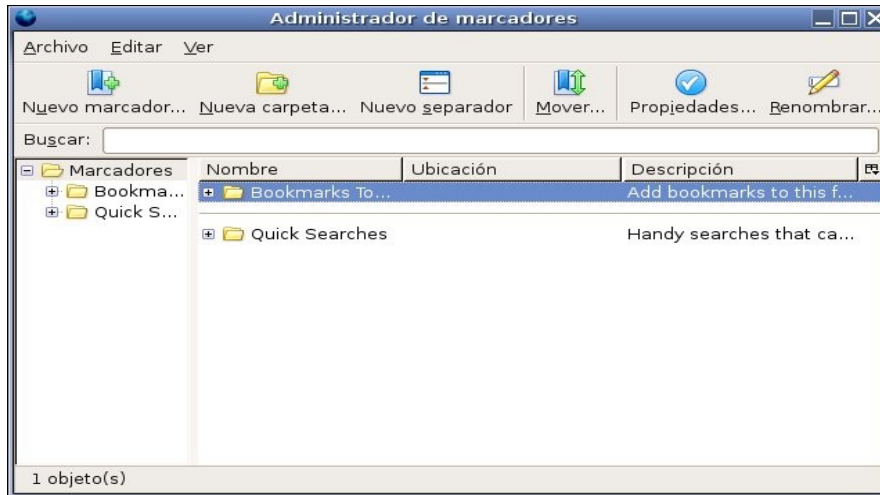 Administrador de marcadores
Archivo Editar Ver
Nuevo marcador... Nueva carpeta... Nuevo separador Mover... Propiedades... Renombrar...
Buscar:
Marcadores Nombre Ubicación Descripción
Bookma... Bookmarks To... Add bookmarks to this f...
Quick S...
Quick Searches Handy searches that ca...
1 objeto(s)